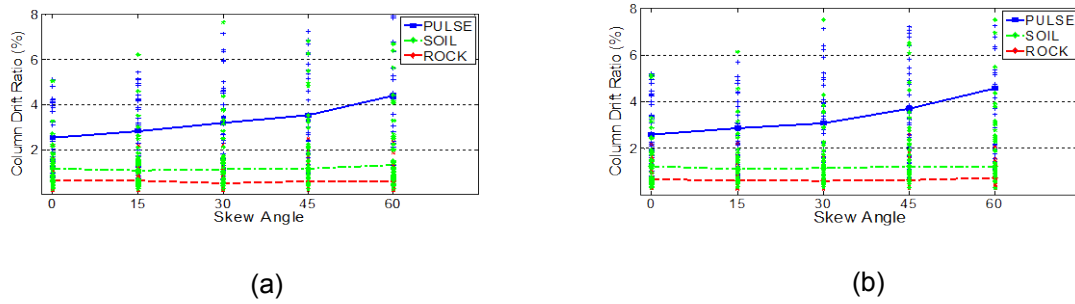 Column Drift Ratio (%)
8
6
4
2
0
15
30
45
60
Skew Angle
PULSE
SOIL
ROCK
(a)
Column Drift Ratio (%)
8
6
4
2
0
15
30
45
60
Skew Angle
PULSE
SOIL
ROCK
(b)